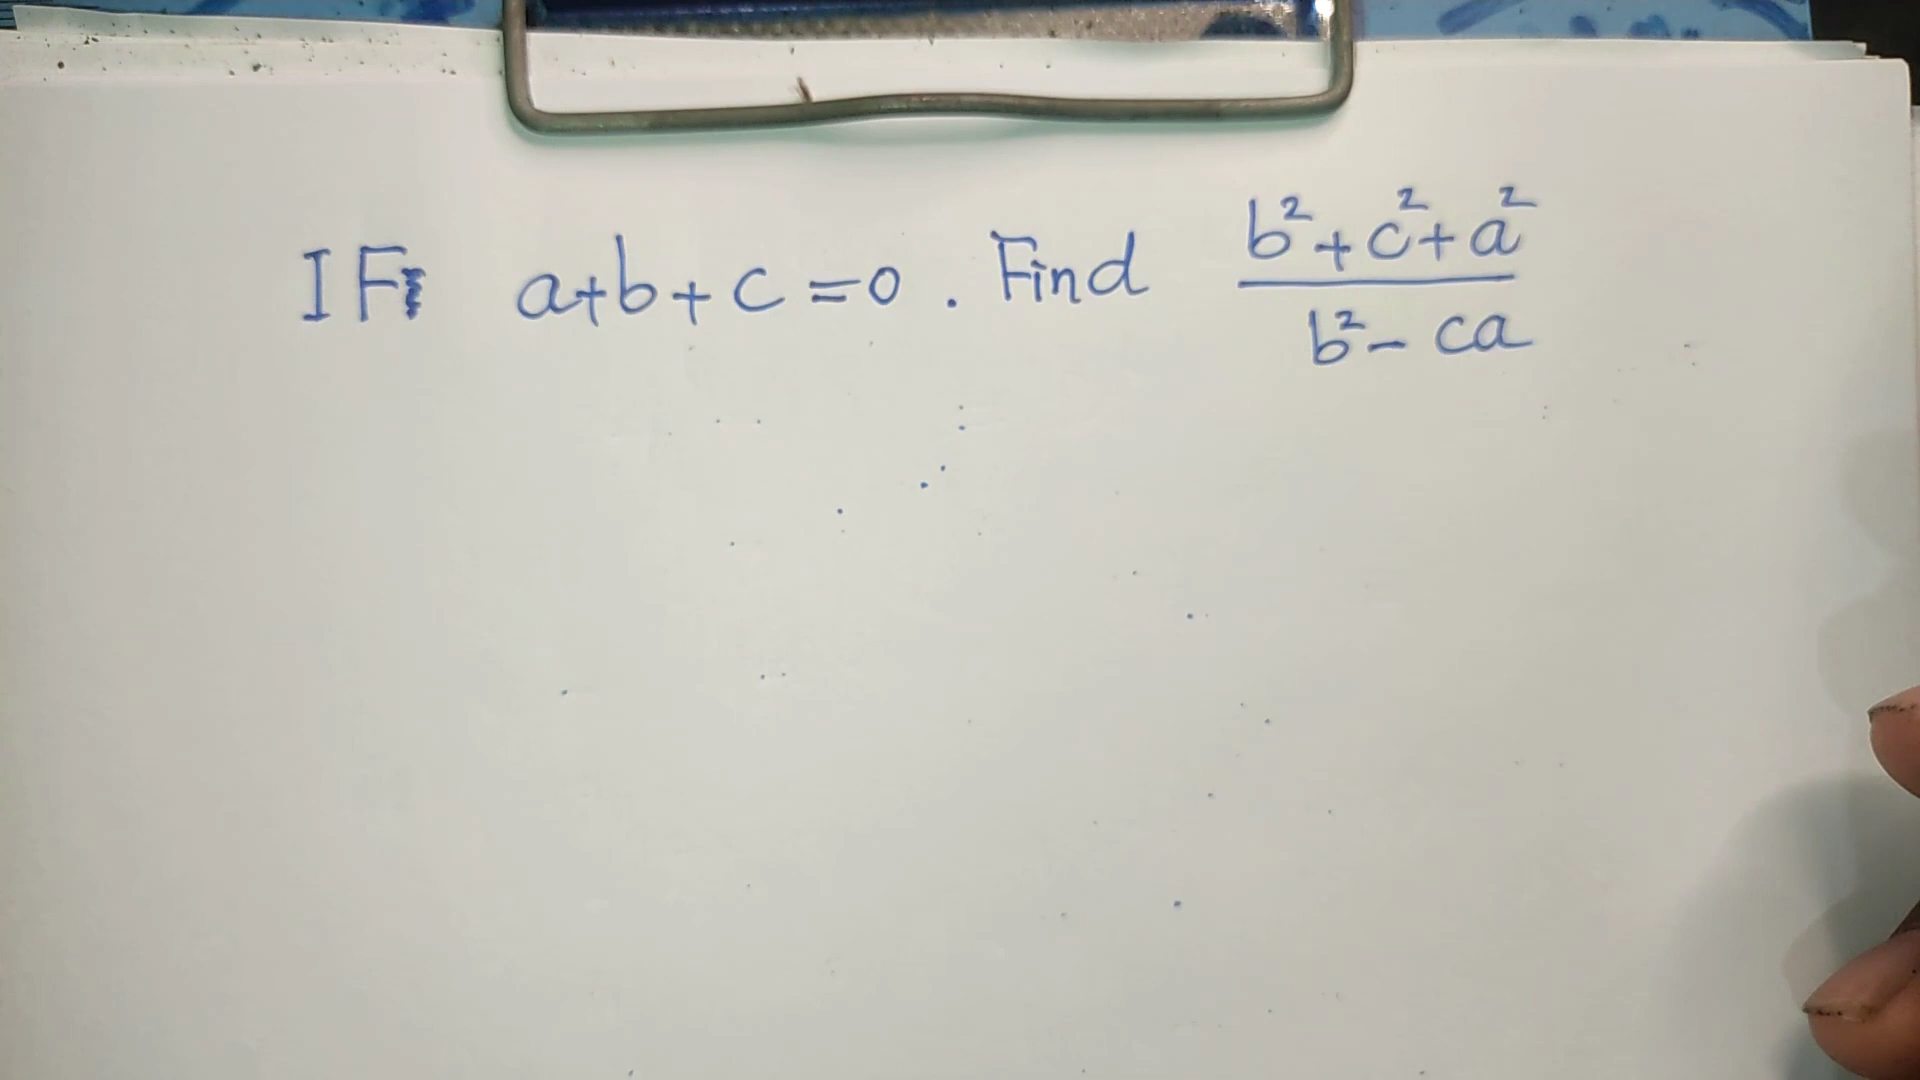 IF a+b+c=0. Find (b²+c²+a²)/(b²-ca)